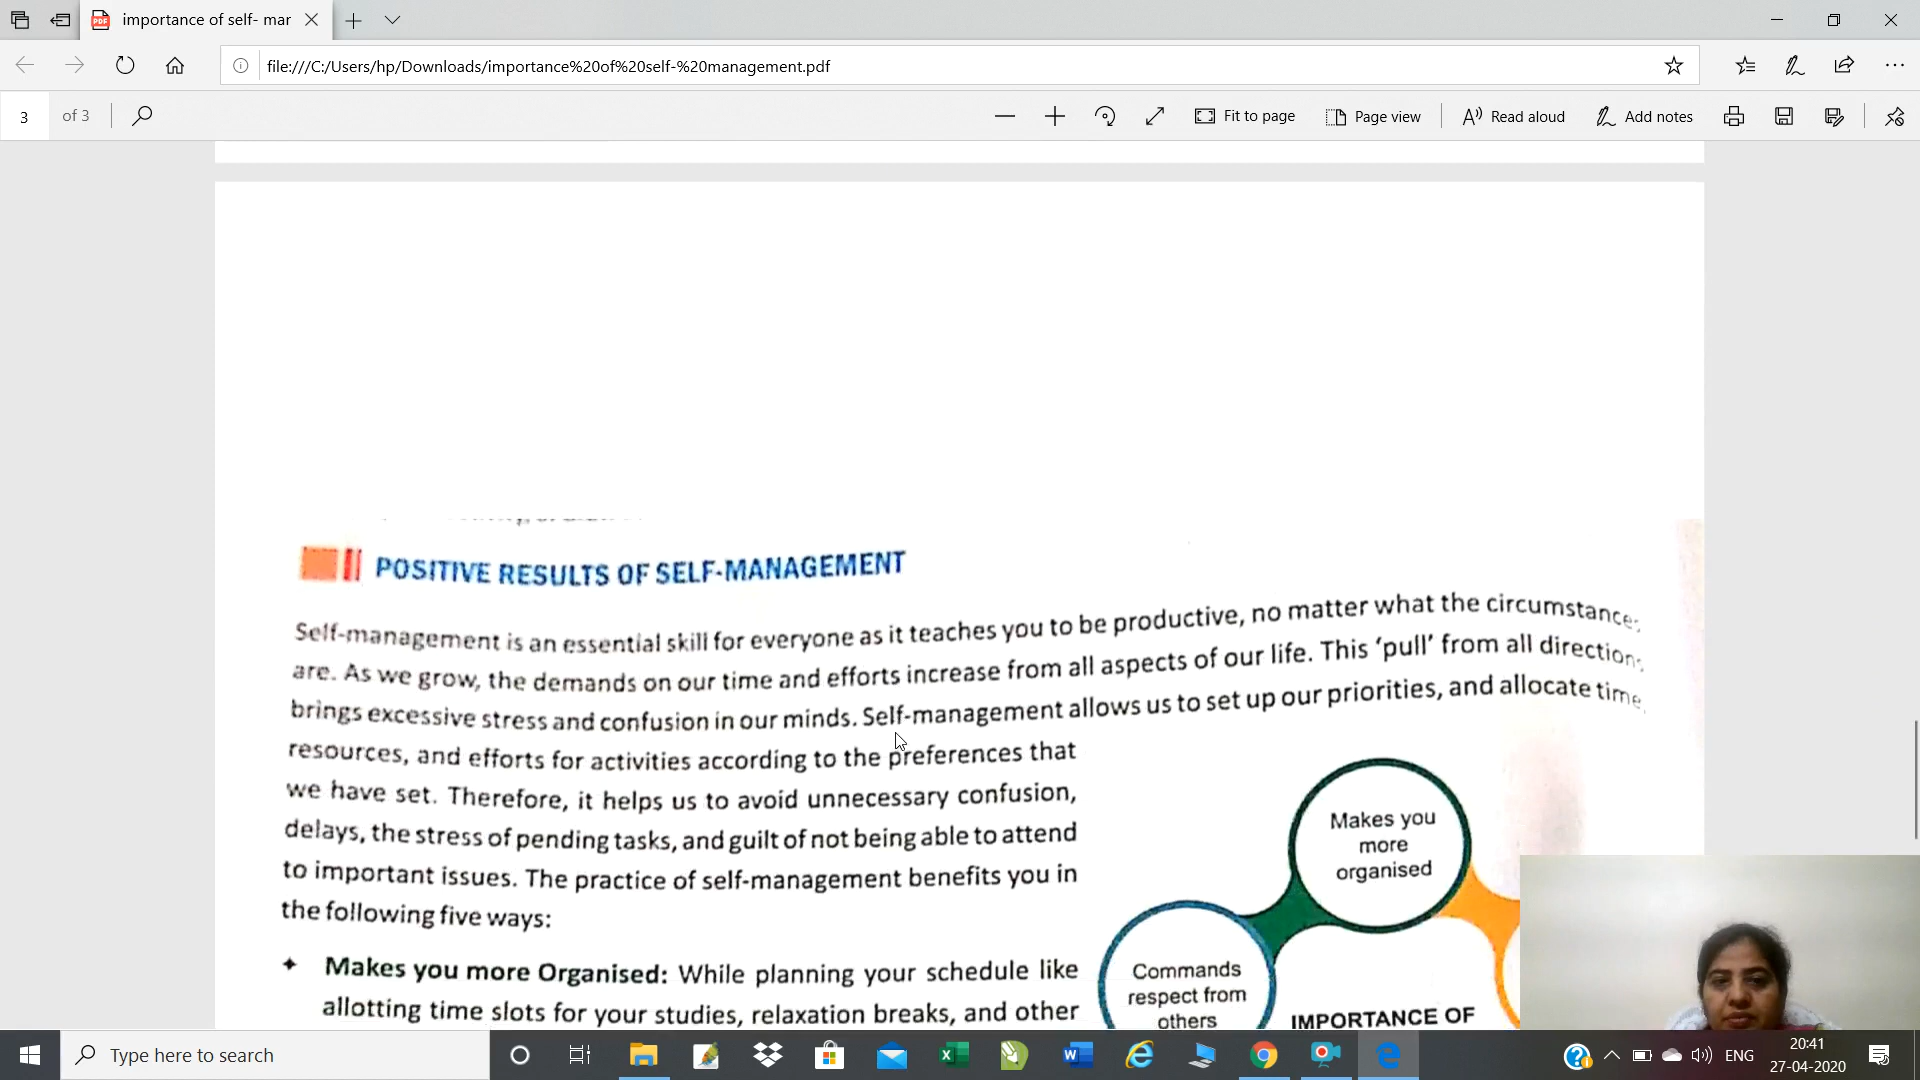 importance of self- mar
file:///C:/Users/hp/Downloads/importance%20of%20self-%20management.pdf
3 of 3
Fit to page
Page view
Read aloud
Add notes
POSITIVE RESULTS OF SELF-MANAGEMENT
Self-management is an essential skill for everyone as it teaches you to be productive, no matter what the circumstances
are. As we grow, the demands on our time and efforts increase from all aspects of our life. This ‘pull’ from all directions
brings excessive stress and confusion in our minds. Self-management allows us to set up our priorities, and allocate time,
resources, and efforts for activities according to the preferences that
we have set. Therefore, it helps us to avoid unnecessary confusion,
delays, the stress of pending tasks, and guilt of not being able to attend
to important issues. The practice of self-management benefits you in
the following five ways:
✦ Makes you more Organised: While planning your schedule like
allotting time slots for your studies, relaxation breaks, and other
Makes you
more
organised
Commands
respect from
others
IMPORTANCE OF
Type here to search
ENG
20:41
27-04-2020